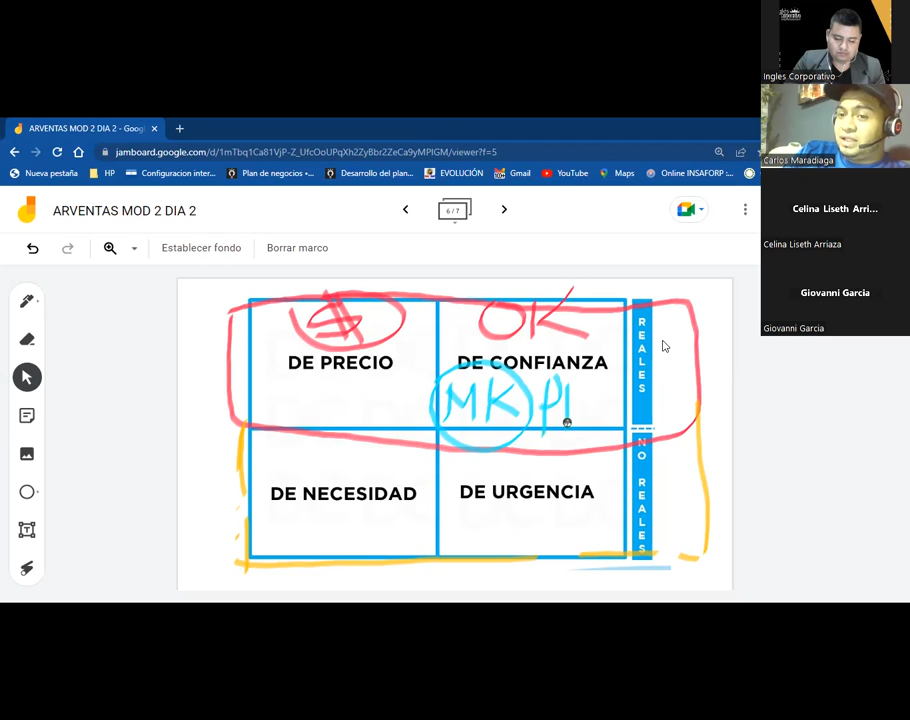 Ingles Corporativo
Carlos Maradiaga
Celina Liseth Arri...
Celina Liseth Arriaza
Giovanni Garcia
Giovanni Garcia
ARVENTAS MOD 2 DIA 2 - Goog
jamboard.google.com/d/1mTbq1Ca81VjP-Z_UfcOoUPqXh2ZyBbr2ZeCa9yMPIGM/viewer?f=5
Nueva pestaña HP Configuracion inter... Plan de negocios •... Desarrollo del plan... EVOLUCIÓN Gmail YouTube Maps Online INSAFORP:...
ARVENTAS MOD 2 DIA 2
6 / 7
Establecer fondo Borrar marco
$ OK
DE PRECIO DE CONFIANZA
MK PI
REALES
DE NECESIDAD DE URGENCIA
NO REALES